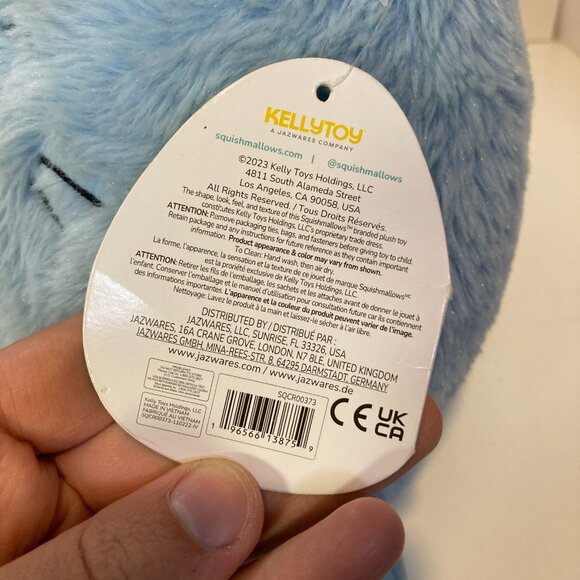 KELLYTOY
A JAZWARES COMPANY
squishmallows.com | @squishmallows
©2023 Kelly Toys Holdings, LLC
4811 South Alameda Street
Los Angeles, CA 90058, USA
All Rights Reserved. / Tous Droits Réservés.
The shape, look, feel, and texture of this Squishmallows™ branded plush toy
constitutes Kelly Toys Holdings, LLC's proprietary trade dress.
ATTENTION: Remove packaging ties, bags, and fasteners before giving toy to child.
Retain package and any instructions for future reference as they contain important
information. Product appearance & color may vary from shown.
To Clean: Hand wash, then air dry.
La forme, l'apparence, la sensation et la texture de ce jouet de marque Squishmallows™
est la propriété exclusive de Kelly Toys Holdings, LLC.
ATTENTION: Retirer les fils de l'emballage, les sachets et les attaches avant de donner le jouet à
l'enfant. Conserver l'emballage et le manuel d'utilisation pour consultation future car ils contiennent
des informations importantes. L'apparence et la couleur du produit peuvent varier de l'image.
Nettoyage: Lavez le produit à la main et laissez-le sécher à l'air libre.
DISTRIBUTED BY / DISTRIBUÉ PAR :
JAZWARES, LLC, SUNRISE, FL 33326, USA
JAZWARES, 16A CRANE GROVE, LONDON, N7 8LE, UNITED KINGDOM
JAZWARES GMBH, MINA-REES-STR. 8, 64295 DARMSTADT, GERMANY
www.jazwares.com / www.jazwares.de
SQCR00373
1 96566 13875 9
CE UK
CA
Kelly Toys Holdings, LLC
MADE IN VIETNAM
FABRIQUÉ AU VIETNAM
SQCR00373-110222-IV